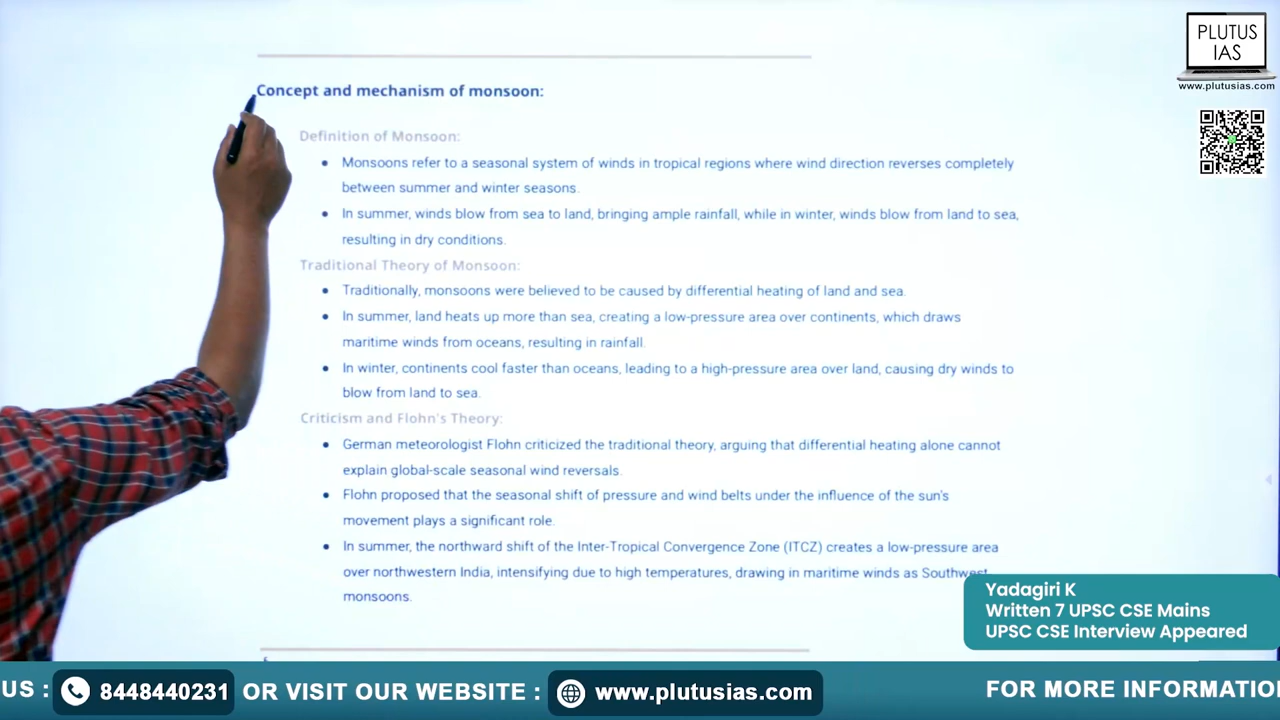 PLUTUS
IAS
www.plutusias.com
Concept and mechanism of monsoon:
Definition of Monsoon:
Monsoons refer to a seasonal system of winds in tropical regions where wind direction reverses completely
between summer and winter seasons.
In summer, winds blow from sea to land, bringing ample rainfall, while in winter, winds blow from land to sea,
resulting in dry conditions.
Traditional Theory of Monsoon:
Traditionally, monsoons were believed to be caused by differential heating of land and sea.
In summer, land heats up more than sea, creating a low-pressure area over continents, which draws
maritime winds from oceans, resulting in rainfall.
In winter, continents cool faster than oceans, leading to a high-pressure area over land, causing dry winds to
blow from land to sea.
Criticism and Flohn's Theory:
German meteorologist Flohn criticized the traditional theory, arguing that differential heating alone cannot
explain global-scale seasonal wind reversals.
Flohn proposed that the seasonal shift of pressure and wind belts under the influence of the sun's
movement plays a significant role.
In summer, the northward shift of the Inter-Tropical Convergence Zone (ITCZ) creates a low-pressure area
over northwestern India, intensifying due to high temperatures, drawing in maritime winds as Southwest
monsoons.
Yadagiri K
Written 7 UPSC CSE Mains
UPSC CSE Interview Appeared
US : 8448440231 OR VISIT OUR WEBSITE : www.plutusias.com FOR MORE INFORMATIO